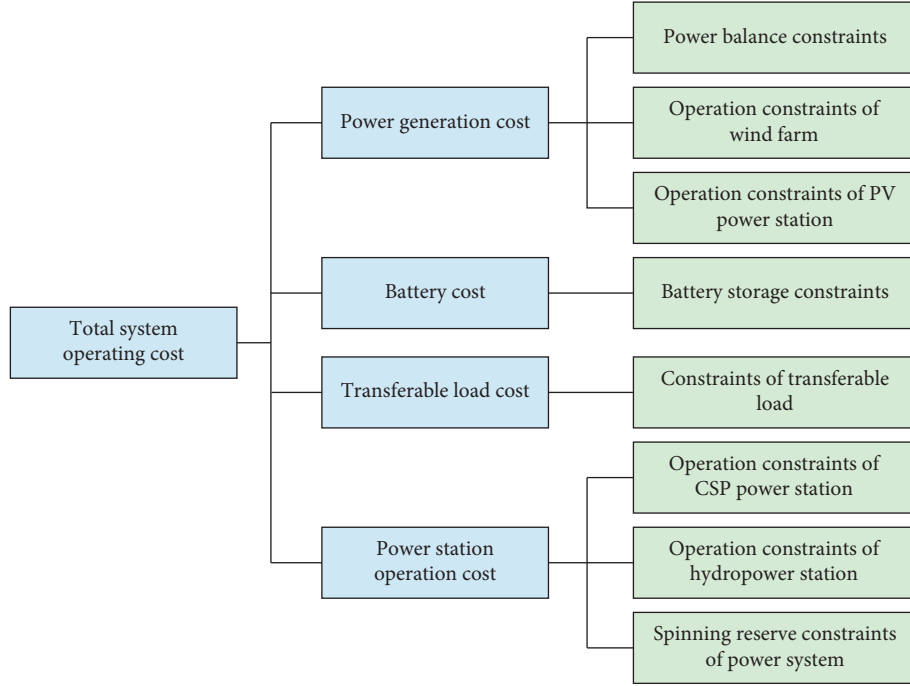 Total system
operating cost
Power generation cost
Battery cost
Transferable load cost
Power station
operation cost
Power balance constraints
Operation constraints of
wind farm
Operation constraints of PV
power station
Battery storage constraints
Constraints of transferable
load
Operation constraints of
CSP power station
Operation constraints of
hydropower station
Spinning reserve constraints
of power system